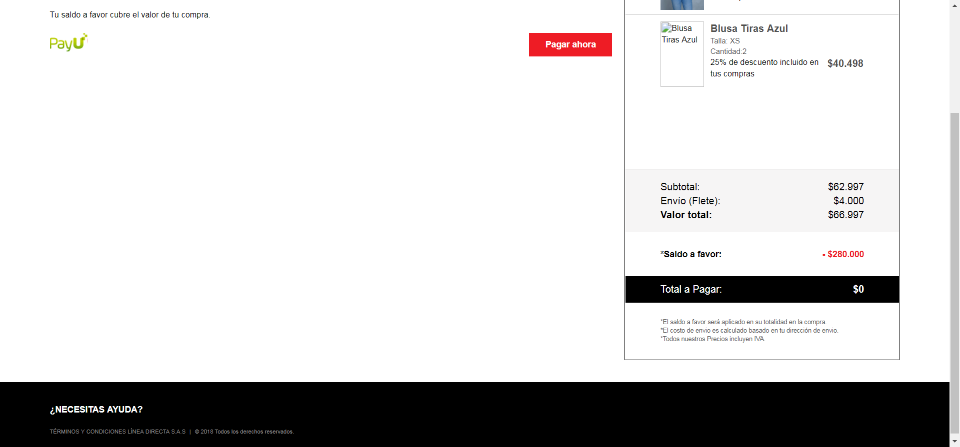 Tu saldo a favor cubre el valor de tu compra.
PayU
Pagar ahora
Blusa Tiras Azul
Blusa Tiras Azul
Talla: XS
Cantidad:2
25% de descuento incluido en tus compras
$40.498
Subtotal: $62.997
Envío (Flete): $4.000
Valor total: $66.997
*Saldo a favor: - $280.000
Total a Pagar: $0
*El saldo a favor será aplicado en su totalidad en la compra
*El costo de envio es calculado basado en tu dirección de envio.
*Todos nuestros Precios incluyen IVA
¿NECESITAS AYUDA?
TÉRMINOS Y CONDICIONES LÍNEA DIRECTA S.A.S. | © 2018 Todos los derechos reservados.